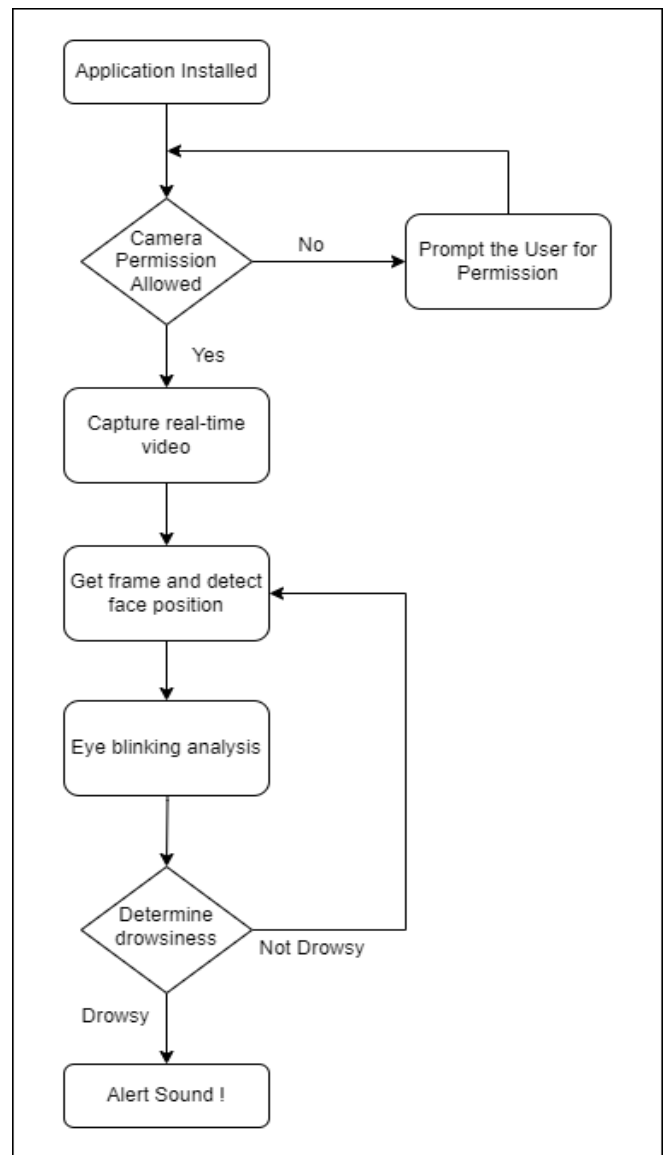 Application Installed
Camera
Permission
Allowed
No
Prompt the User for
Permission
Yes
Capture real-time
video
Get frame and detect
face position
Eye blinking analysis
Determine
drowsiness
Not Drowsy
Drowsy
Alert Sound !